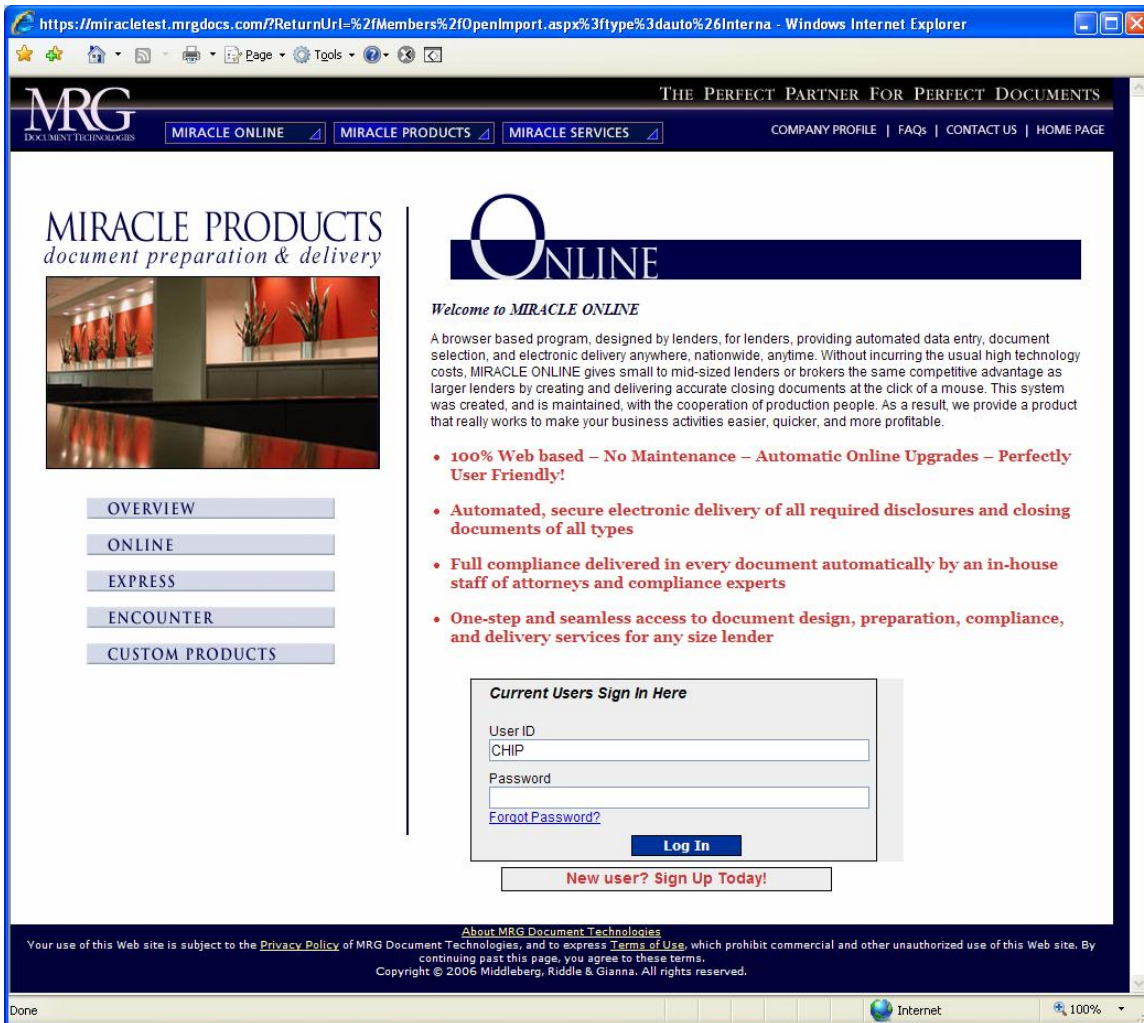 https://miracletest.mrgdocs.com/?ReturnUrl=%2fMembers%2fOpenImport.aspx%3ftype%3dauto%26Interna - Windows Internet Explorer
Page Tools
MRG
DOCUMENT TECHNOLOGIES
THE PERFECT PARTNER FOR PERFECT DOCUMENTS
MIRACLE ONLINE MIRACLE PRODUCTS MIRACLE SERVICES
COMPANY PROFILE | FAQs | CONTACT US | HOME PAGE
MIRACLE PRODUCTS
document preparation & delivery
OVERVIEW
ONLINE
EXPRESS
ENCOUNTER
CUSTOM PRODUCTS
ONLINE
Welcome to MIRACLE ONLINE
A browser based program, designed by lenders, for lenders, providing automated data entry, document
selection, and electronic delivery anywhere, nationwide, anytime. Without incurring the usual high technology
costs, MIRACLE ONLINE gives small to mid-sized lenders or brokers the same competitive advantage as
larger lenders by creating and delivering accurate closing documents at the click of a mouse. This system
was created, and is maintained, with the cooperation of production people. As a result, we provide a product
that really works to make your business activities easier, quicker, and more profitable.
• 100% Web based – No Maintenance – Automatic Online Upgrades – Perfectly
User Friendly!
• Automated, secure electronic delivery of all required disclosures and closing
documents of all types
• Full compliance delivered in every document automatically by an in-house
staff of attorneys and compliance experts
• One-step and seamless access to document design, preparation, compliance,
and delivery services for any size lender
Current Users Sign In Here
User ID
CHIP
Password
Forgot Password?
Log In
New user? Sign Up Today!
About MRG Document Technologies
Your use of this Web site is subject to the Privacy Policy of MRG Document Technologies, and to express Terms of Use, which prohibit commercial and other unauthorized use of this Web site. By
continuing past this page, you agree to these terms.
Copyright © 2006 Middleberg, Riddle & Gianna. All rights reserved.
Done
Internet
100%